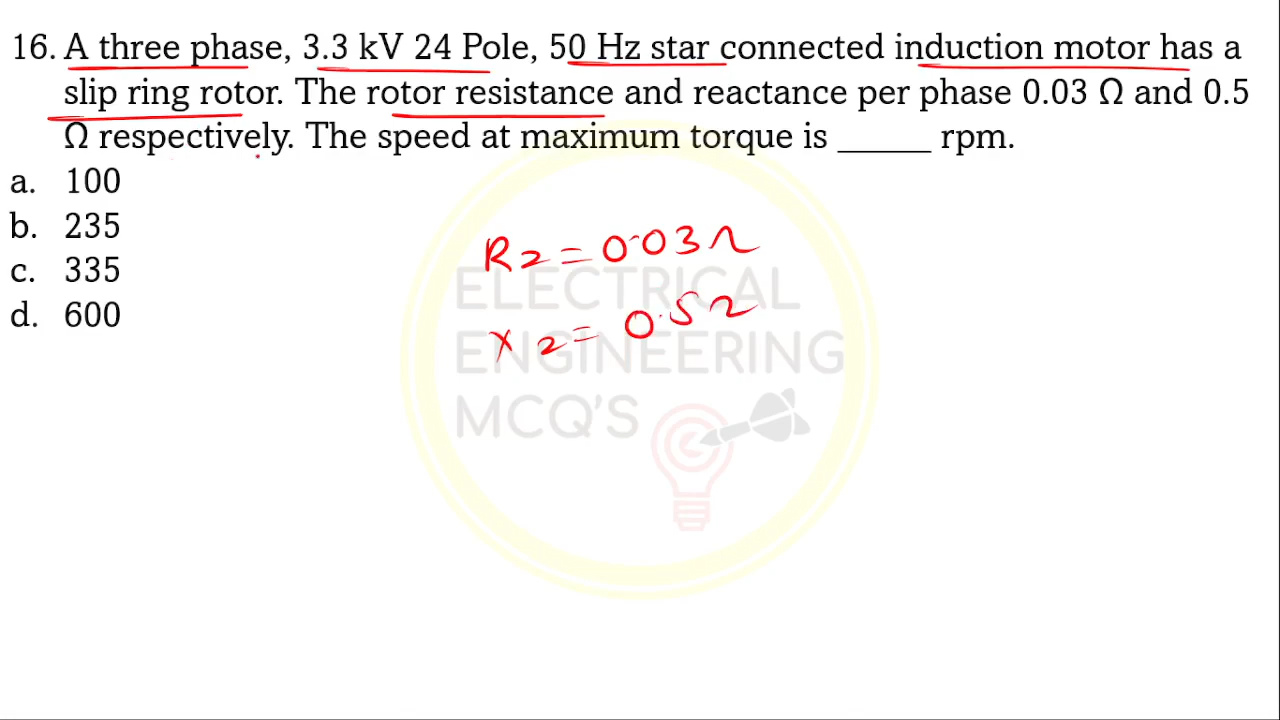 16. A three phase, 3.3 kV 24 Pole, 50 Hz star connected induction motor has a
slip ring rotor. The rotor resistance and reactance per phase 0.03 Ω and 0.5
Ω respectively. The speed at maximum torque is _____ rpm.
a. 100
b. 235
c. 335
d. 600
R2 = 0.03Ω
X2 = 0.5Ω
ELECTRICAL
ENGINEERING
MCQ'S